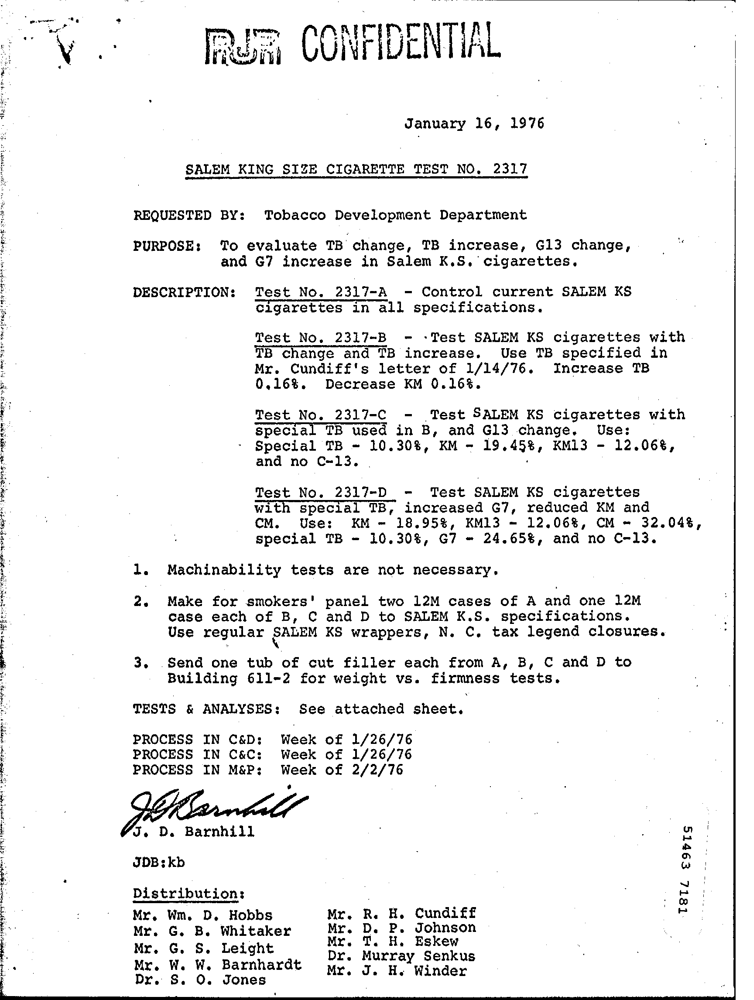 RJR CONFIDENTIAL
January 16, 1976
SALEM KING SIZE CIGARETTE TEST NO. 2317
REQUESTED BY: Tobacco Development Department
PURPOSE: To evaluate TB change, TB increase, G13 change,
and G7 increase in Salem K.S. cigarettes.
DESCRIPTION: Test No. 2317-A - Control current SALEM KS
cigarettes in all specifications.
Test No. 2317-B - Test SALEM KS cigarettes with
TB change and TB increase. Use TB specified in
Mr. Cundiff's letter of 1/14/76. Increase TB
0.16%. Decrease KM 0.16%.
Test No. 2317-C - Test SALEM KS cigarettes with
special TB used in B, and G13 change. Use:
Special TB - 10.30%, KM - 19.45%, KM13 - 12.06%,
and no C-13.
Test No. 2317-D - Test SALEM KS cigarettes
with special TB, increased G7, reduced KM and
CM. Use: KM - 18.95%, KM13 - 12.06%, CM - 32.04%,
special TB - 10.30%, G7 - 24.65%, and no C-13.
1. Machinability tests are not necessary.
2. Make for smokers' panel two 12M cases of A and one 12M
case each of B, C and D to SALEM K.S. specifications.
Use regular SALEM KS wrappers, N. C. tax legend closures.
3. Send one tub of cut filler each from A, B, C and D to
Building 611-2 for weight vs. firmness tests.
TESTS & ANALYSES: See attached sheet.
PROCESS IN C&D: Week of 1/26/76
PROCESS IN C&C: Week of 1/26/76
PROCESS IN M&P: Week of 2/2/76
JDBarnhill
J. D. Barnhill
JDB:kb
Distribution:
Mr. Wm. D. Hobbs
Mr. G. B. Whitaker
Mr. G. S. Leight
Mr. W. W. Barnhardt
Dr. S. O. Jones
Mr. R. H. Cundiff
Mr. D. P. Johnson
Mr. T. H. Eskew
Dr. Murray Senkus
Mr. J. H. Winder
51463 7181